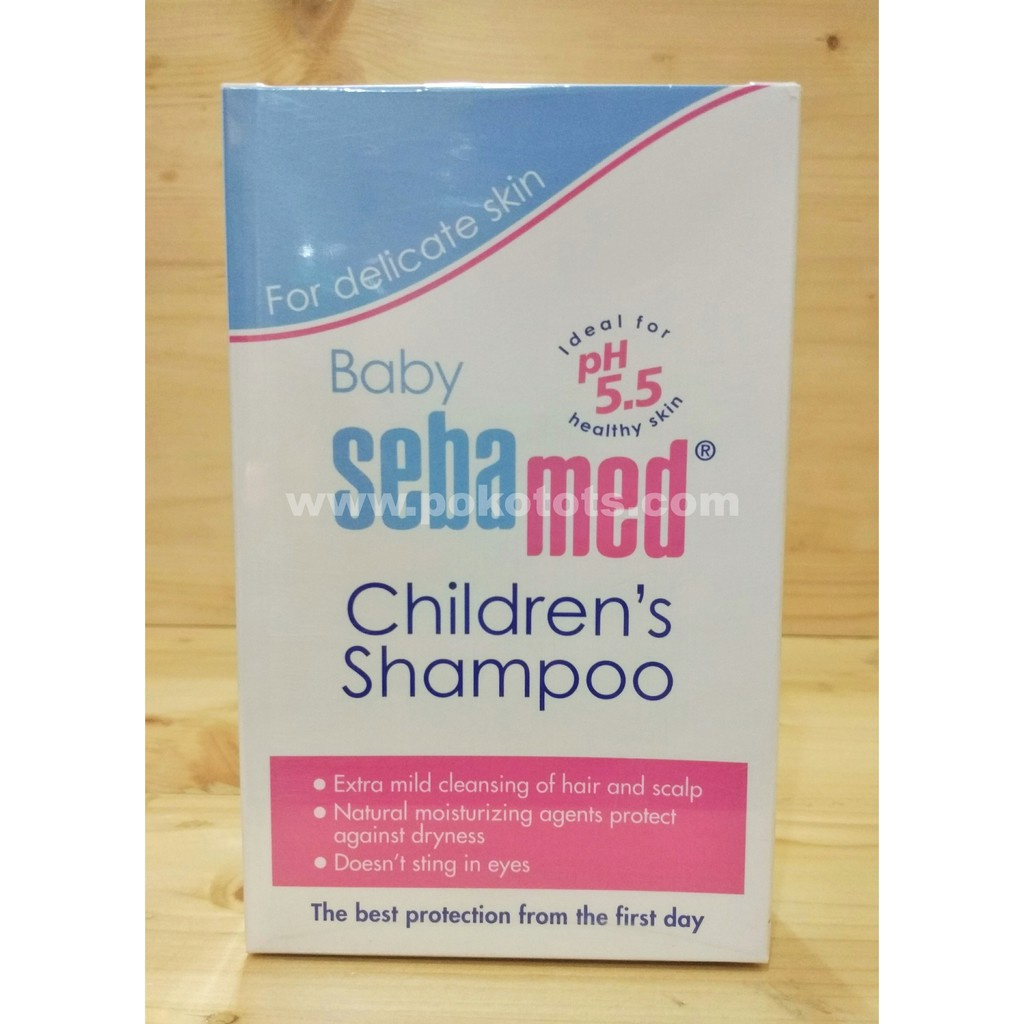 For delicate skin
Ideal for
pH
5.5
healthy skin
Baby
sebamed®
www.pokotots.com
Children's
Shampoo
• Extra mild cleansing of hair and scalp
• Natural moisturizing agents protect
against dryness
• Doesn't sting in eyes
The best protection from the first day